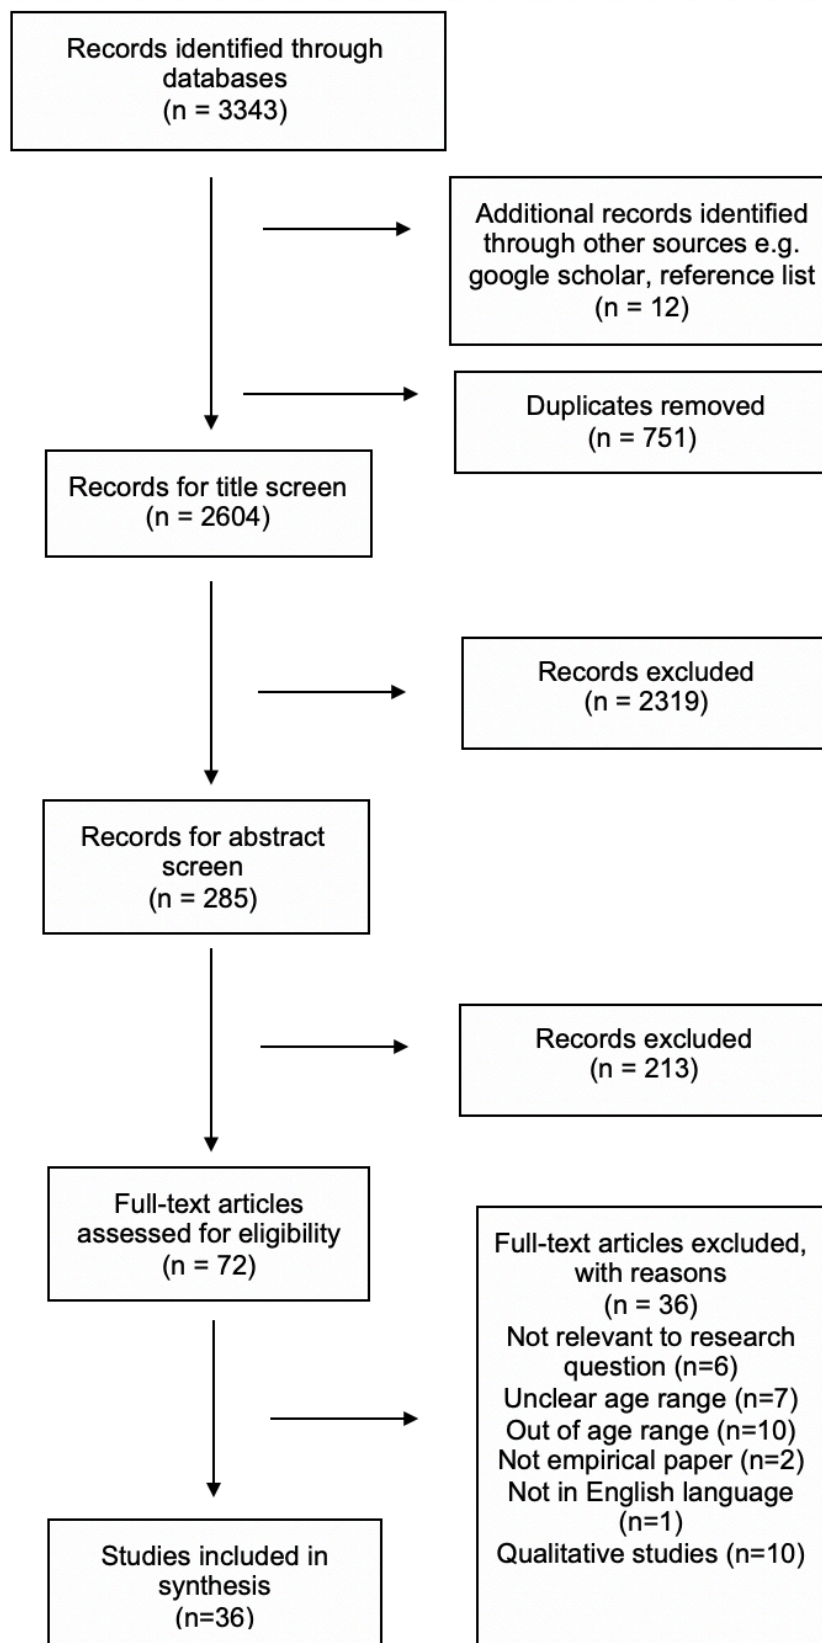 Records identified through
databases
(n = 3343)
Additional records identified
through other sources e.g.
google scholar, reference list
(n = 12)
Duplicates removed
(n = 751)
Records for title screen
(n = 2604)
Records excluded
(n = 2319)
Records for abstract
screen
(n = 285)
Records excluded
(n = 213)
Full-text articles
assessed for eligibility
(n = 72)
Full-text articles excluded,
with reasons
(n = 36)
Not relevant to research
question (n=6)
Unclear age range (n=7)
Out of age range (n=10)
Not empirical paper (n=2)
Not in English language
(n=1)
Qualitative studies (n=10)
Studies included in
synthesis
(n=36)